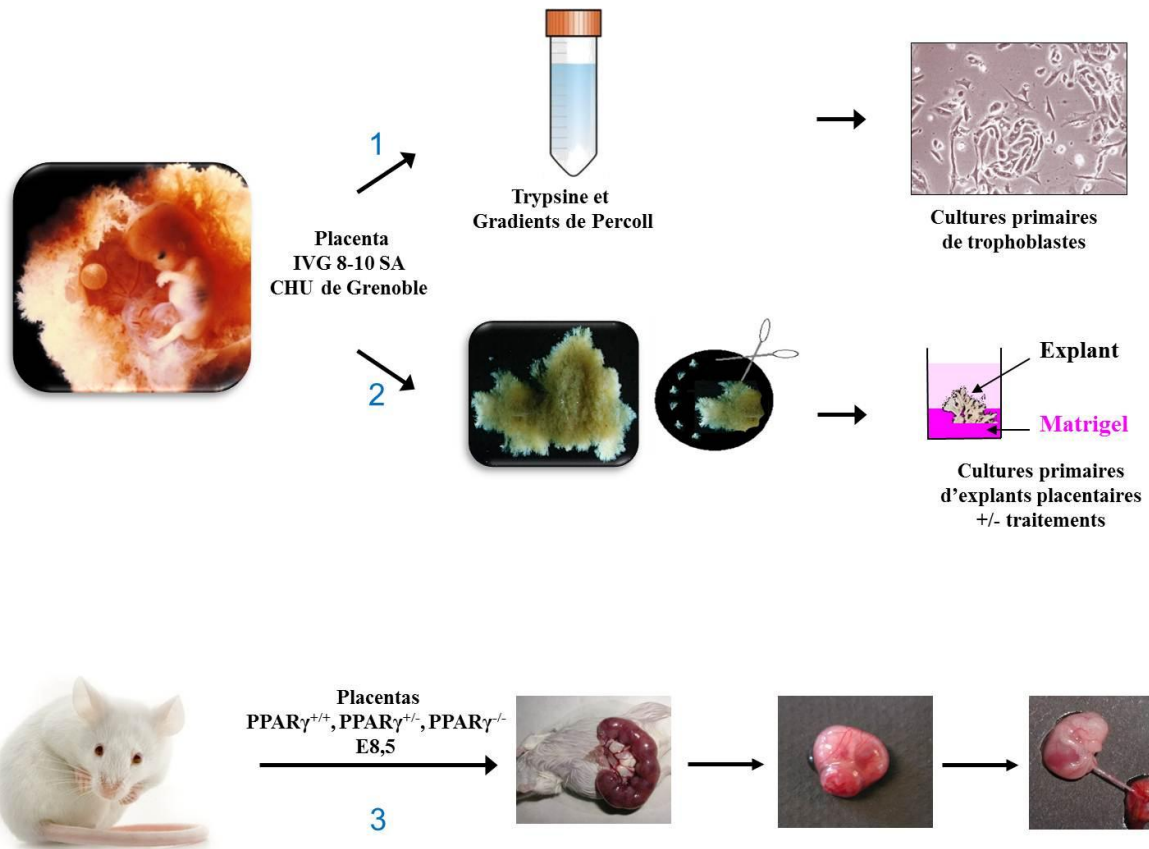 1
Trypsine et
Gradients de Percoll
Cultures primaires
de trophoblastes
Placenta
IVG 8-10 SA
CHU de Grenoble
2
Explant
Matrigel
Cultures primaires
d’explants placentaires
+/- traitements
Placentas
PPARγ+/+, PPARγ+/-, PPARγ-/-
E8,5
3